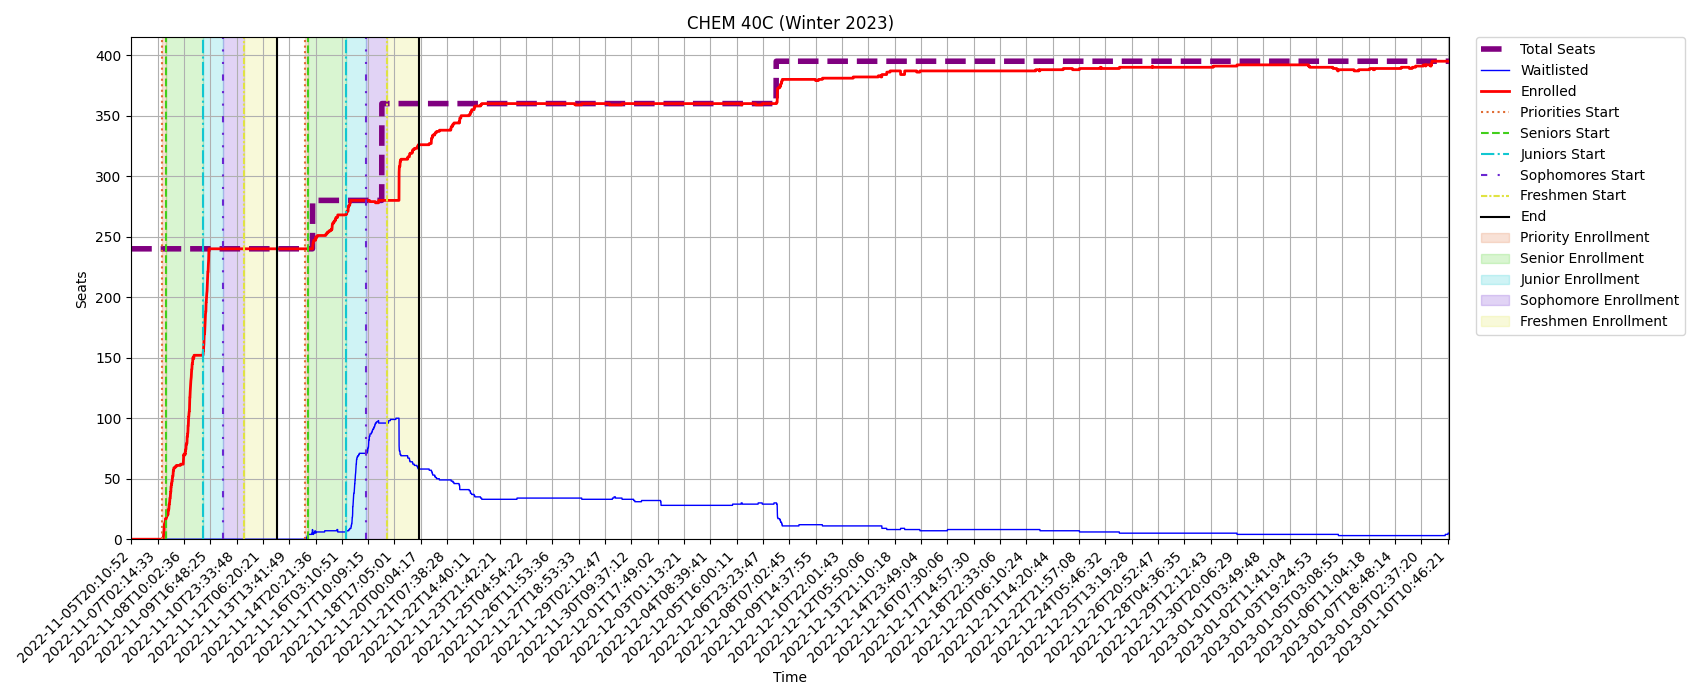 CHEM 40C (Winter 2023)
Seats
400
350
300
250
200
150
100
50
0
2022-11-05T20:10:52
2022-11-07T02:14:33
2022-11-08T10:02:36
2022-11-09T16:48:25
2022-11-10T23:33:48
2022-11-12T06:20:21
2022-11-13T13:41:49
2022-11-14T20:21:36
2022-11-16T03:10:51
2022-11-17T10:09:15
2022-11-18T17:05:01
2022-11-20T00:04:17
2022-11-21T07:38:28
2022-11-22T14:40:11
2022-11-23T21:42:21
2022-11-25T04:54:22
2022-11-26T11:53:36
2022-11-27T18:53:33
2022-11-29T02:12:47
2022-11-30T09:37:12
2022-12-01T17:49:02
2022-12-03T01:13:21
2022-12-04T08:39:41
2022-12-05T16:00:11
2022-12-06T23:23:47
2022-12-08T07:02:45
2022-12-09T14:37:55
2022-12-10T22:01:43
2022-12-12T05:50:06
2022-12-13T21:10:18
2022-12-14T23:49:04
2022-12-16T07:30:06
2022-12-17T14:57:30
2022-12-18T22:33:06
2022-12-20T06:10:24
2022-12-21T14:20:44
2022-12-22T21:57:08
2022-12-24T05:46:32
2022-12-25T13:19:28
2022-12-26T20:52:47
2022-12-28T04:36:35
2022-12-29T12:12:43
2022-12-30T20:06:29
2023-01-01T03:49:48
2023-01-02T11:41:04
2023-01-03T19:24:53
2023-01-05T03:08:55
2023-01-06T11:04:18
2023-01-07T18:48:14
2023-01-09T02:37:20
2023-01-10T10:46:21
Time
Total Seats
Waitlisted
Enrolled
Priorities Start
Seniors Start
Juniors Start
Sophomores Start
Freshmen Start
End
Priority Enrollment
Senior Enrollment
Junior Enrollment
Sophomore Enrollment
Freshmen Enrollment